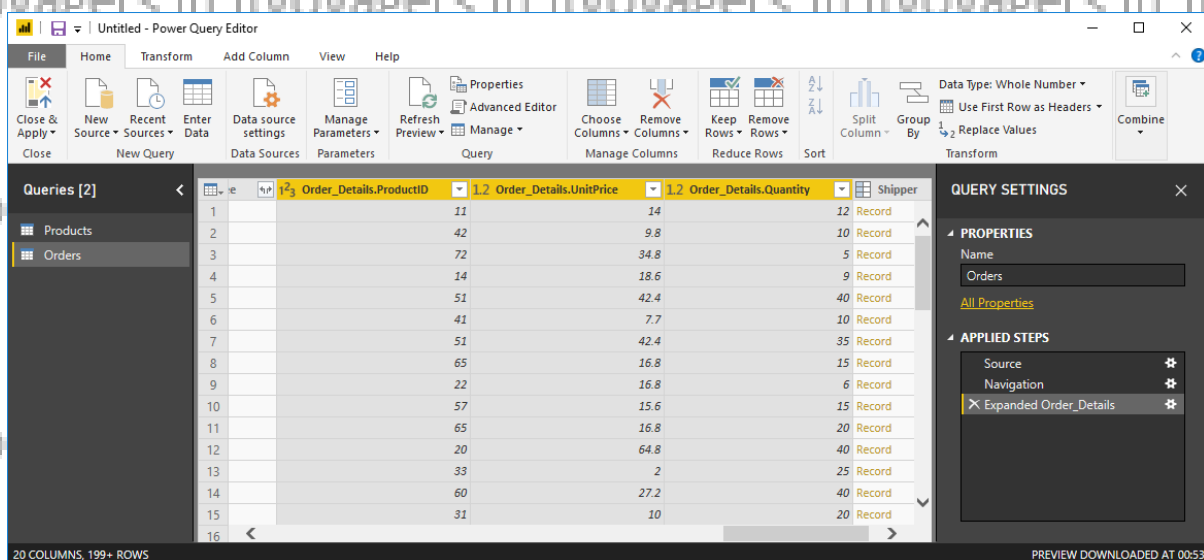 Untitled - Power Query Editor
File Home Transform Add Column View Help
Close & Apply
New Source
Recent Sources
Enter Data
Data source settings
Manage Parameters
Refresh Preview
Properties
Advanced Editor
Manage
Choose Columns
Remove Columns
Keep Rows
Remove Rows
Split Column
Group By
Data Type: Whole Number
Use First Row as Headers
Replace Values
Combine
Close New Query Data Sources Parameters Query Manage Columns Reduce Rows Sort Transform
Queries [2]
Products
Orders
Order_Details.ProductID 1.2 Order_Details.UnitPrice 1.2 Order_Details.Quantity Shipper
1 11 14 12 Record
2 42 9.8 10 Record
3 72 34.8 5 Record
4 14 18.6 9 Record
5 51 42.4 40 Record
6 41 7.7 10 Record
7 51 42.4 35 Record
8 65 16.8 15 Record
9 22 16.8 6 Record
10 57 15.6 15 Record
11 65 16.8 20 Record
12 20 64.8 40 Record
13 33 2 25 Record
14 60 27.2 40 Record
15 31 10 20 Record
16
QUERY SETTINGS
PROPERTIES
Name
Orders
All Properties
APPLIED STEPS
Source
Navigation
Expanded Order_Details
20 COLUMNS, 199+ ROWS
PREVIEW DOWNLOADED AT 00:53